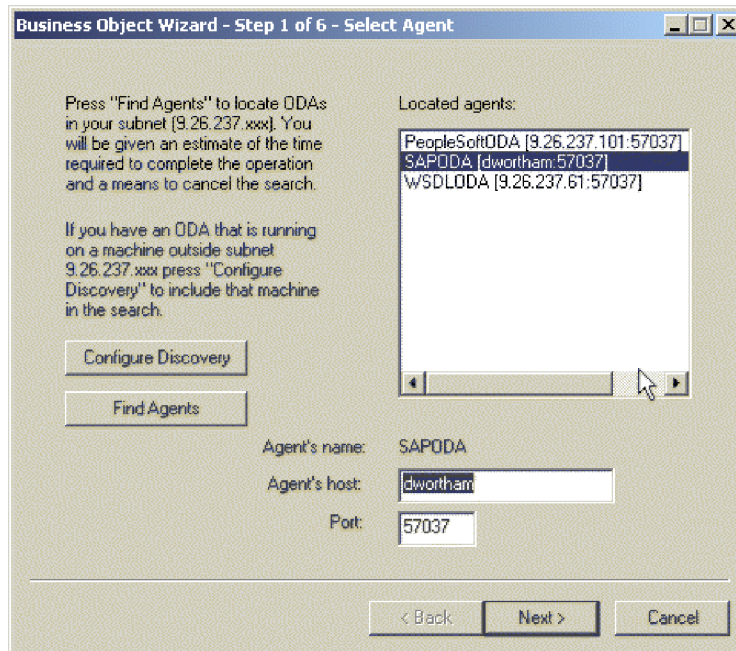 Business Object Wizard - Step 1 of 6 - Select Agent
Press "Find Agents" to locate ODAs
in your subnet (9.26.237.xxx). You
will be given an estimate of the time
required to complete the operation
and a means to cancel the search.
If you have an ODA that is running
on a machine outside subnet
9.26.237.xxx press "Configure
Discovery" to include that machine
in the search.
Configure Discovery
Find Agents
Located agents:
PeopleSoftODA [9.26.237.101:57037]
SAPODA [dwortham:57037]
WSDLODA [9.26.237.61:57037]
Agent's name: SAPODA
Agent's host: dwortham
Port: 57037
< Back Next > Cancel